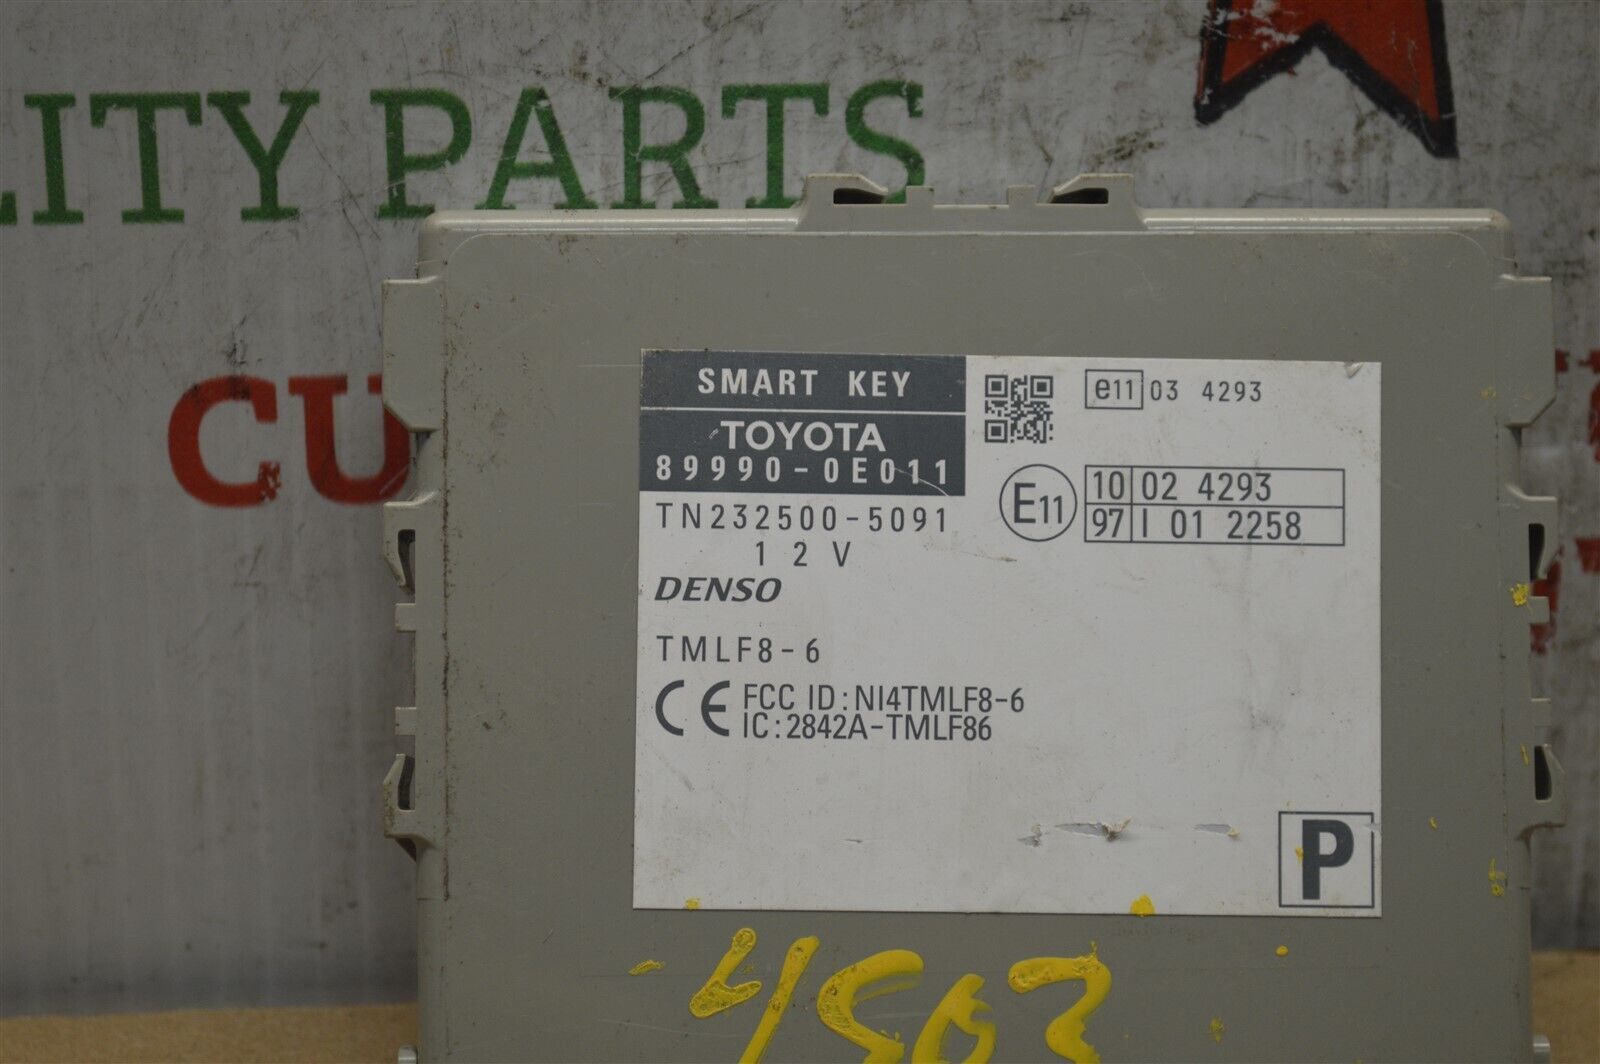 LITY PARTS
CU
SMART KEY
TOYOTA
89990-0E011
TN232500-5091
12V
DENSO
TMLF8-6
CE FCC ID:NI4TMLF8-6
IC:2842A-TMLF86
e11 03 4293
E11 10 02 4293
97 I 01 2258
P